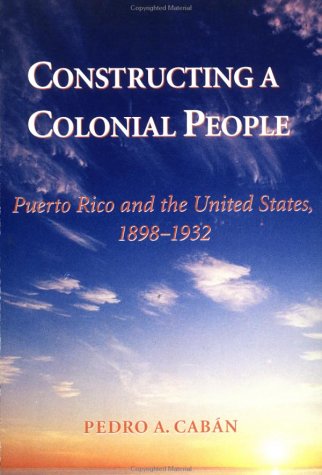 CONSTRUCTING A
COLONIAL PEOPLE
Puerto Rico and the United States,
1898–1932
PEDRO A. CABÁN